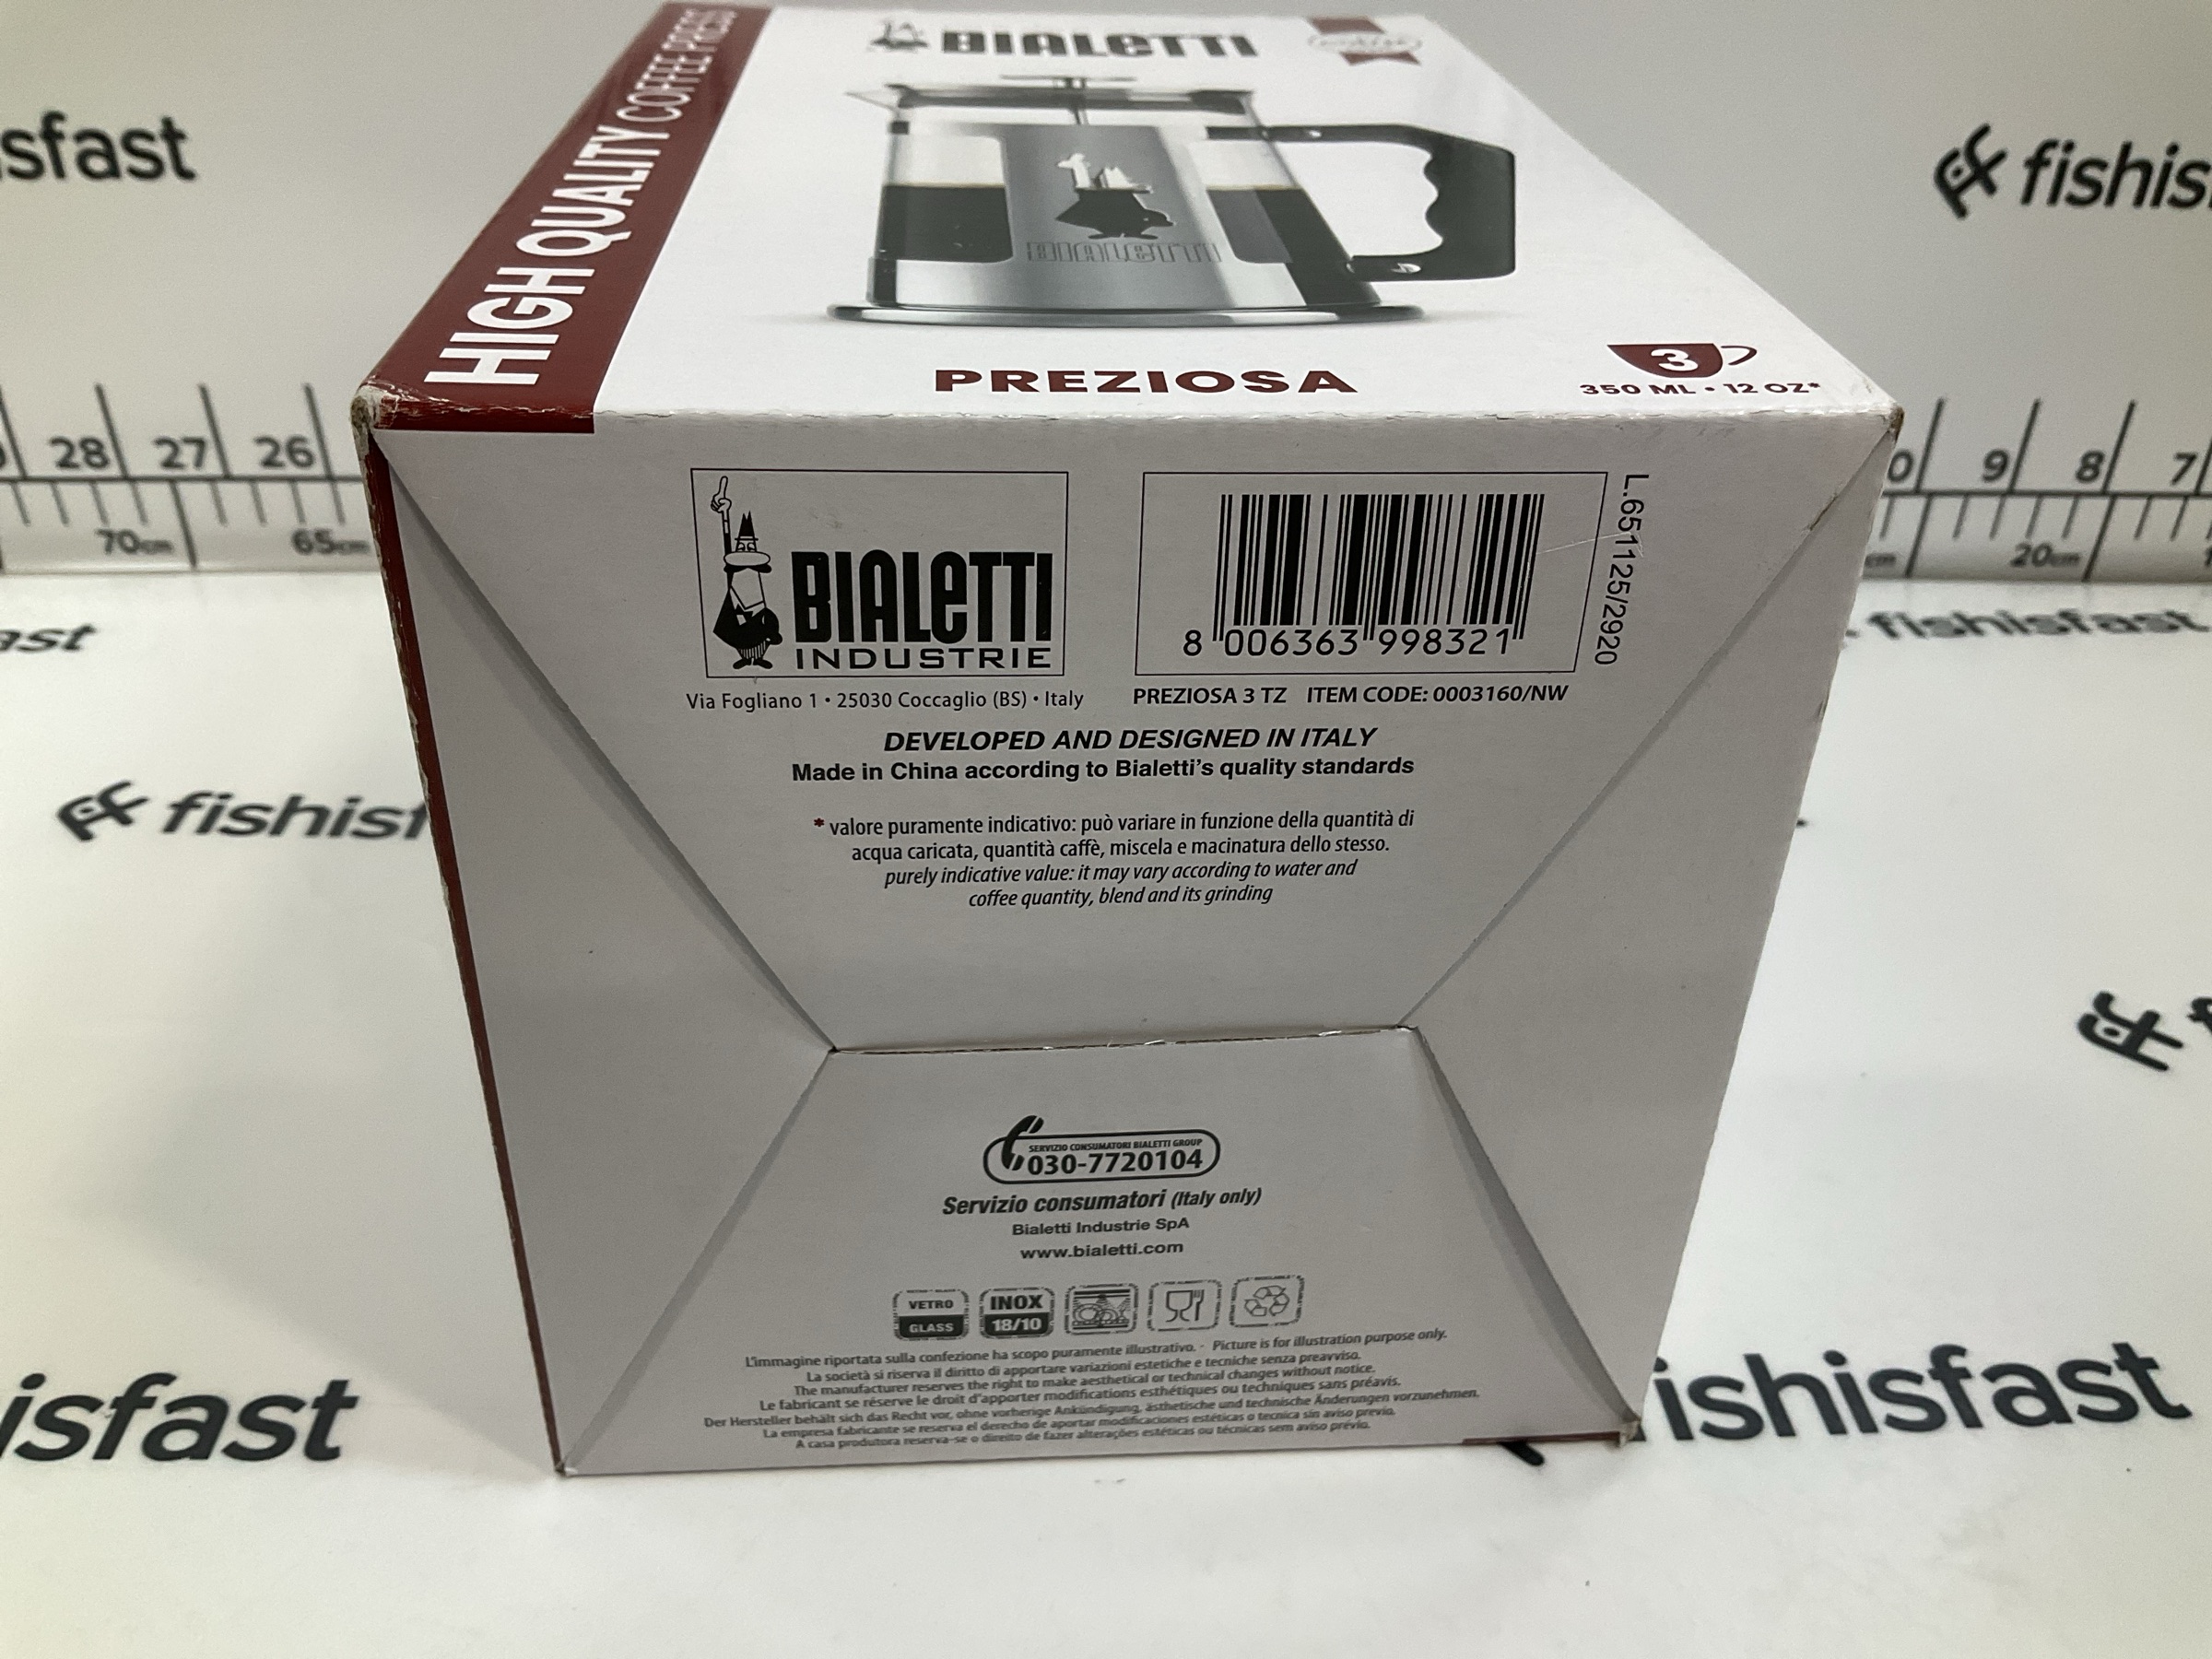 HIGH QUALITY COFFEE PRESS
BIALETTI
BIALETTI
PREZIOSA
3
350 ML • 12 OZ*
BIALETTI
INDUSTRIE
Via Fogliano 1 • 25030 Coccaglio (BS) • Italy
8 006363 998321
L.651125/2920
PREZIOSA 3 TZ ITEM CODE: 0003160/NW
DEVELOPED AND DESIGNED IN ITALY
Made in China according to Bialetti's quality standards
* valore puramente indicativo: può variare in funzione della quantità di
acqua caricata, quantità caffè, miscela e macinatura dello stesso.
purely indicative value: it may vary according to water and
coffee quantity, blend and its grinding
SERVIZIO CONSUMATORI BIALETTI GROUP
030-7720104
Servizio consumatori (Italy only)
Bialetti Industrie SpA
www.bialetti.com
VETRO
GLASS
INOX
18/10
L'immagine riportata sulla confezione ha scopo puramente illustrativo. - Picture is for illustration purpose only.
La società si riserva il diritto di apportare variazioni estetiche e tecniche senza preavviso.
The manufacturer reserves the right to make aesthetical or technical changes without notice.
Le fabricant se réserve le droit d'apporter modifications esthétiques ou techniques sans préavis.
Der Hersteller behält sich das Recht vor, ohne vorherige Ankündigung, ästhetische und technische Änderungen vorzunehmen.
La empresa fabricante se reserva el derecho de aportar modificaciones estéticas o tecnica sin aviso previo.
A casa produtora reserva-se o direito de fazer alterações estéticas ou técnicas sem aviso prévio.
sfast
fishis
28 27 26
70cm 65cm
9 8 7
20cm
ast
fishisfast
fishisf
isfast
fishisfast